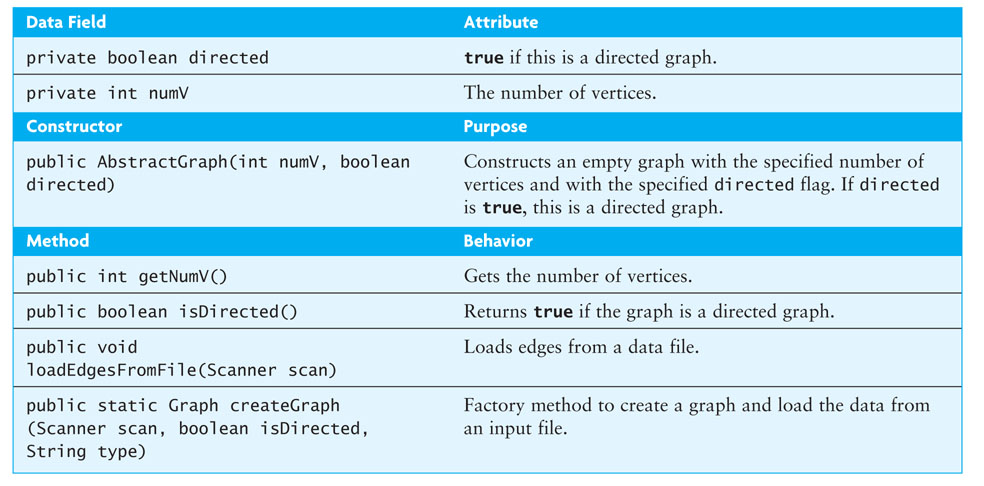 Data Field Attribute
private boolean directed true if this is a directed graph.
private int numV The number of vertices.
Constructor Purpose
public AbstractGraph(int numV, boolean
directed)
Constructs an empty graph with the specified number of
vertices and with the specified directed flag. If directed
is true, this is a directed graph.
Method Behavior
public int getNumV() Gets the number of vertices.
public boolean isDirected() Returns true if the graph is a directed graph.
public void
loadEdgesFromFile(Scanner scan)
Loads edges from a data file.
public static Graph createGraph
(Scanner scan, boolean isDirected,
String type)
Factory method to create a graph and load the data from
an input file.